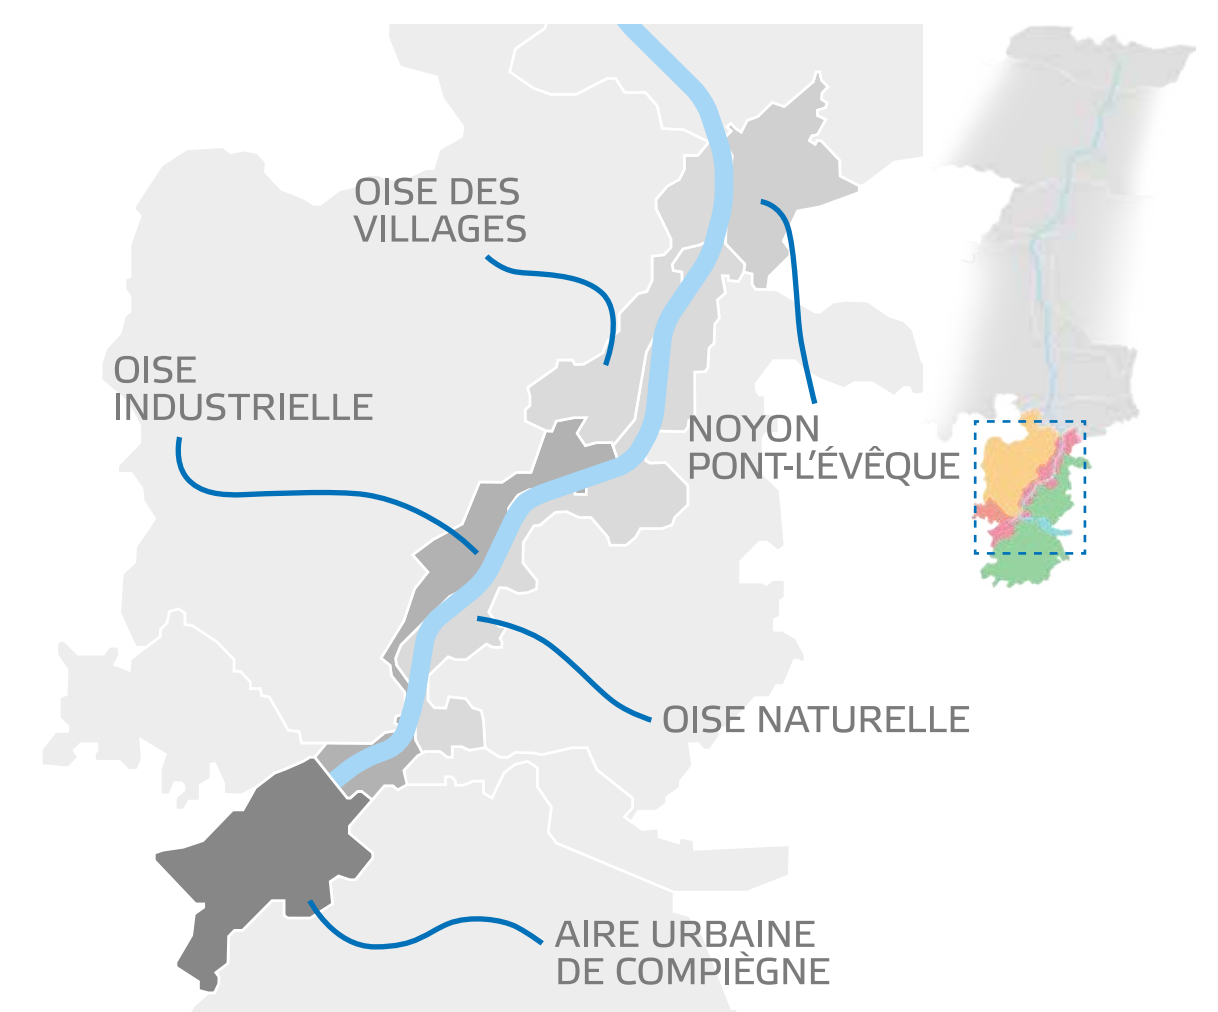 OISE DES
VILLAGES
OISE
INDUSTRIELLE
NOYON
PONT-L'ÉVÊQUE
OISE NATURELLE
AIRE URBAINE
DE COMPIÈGNE